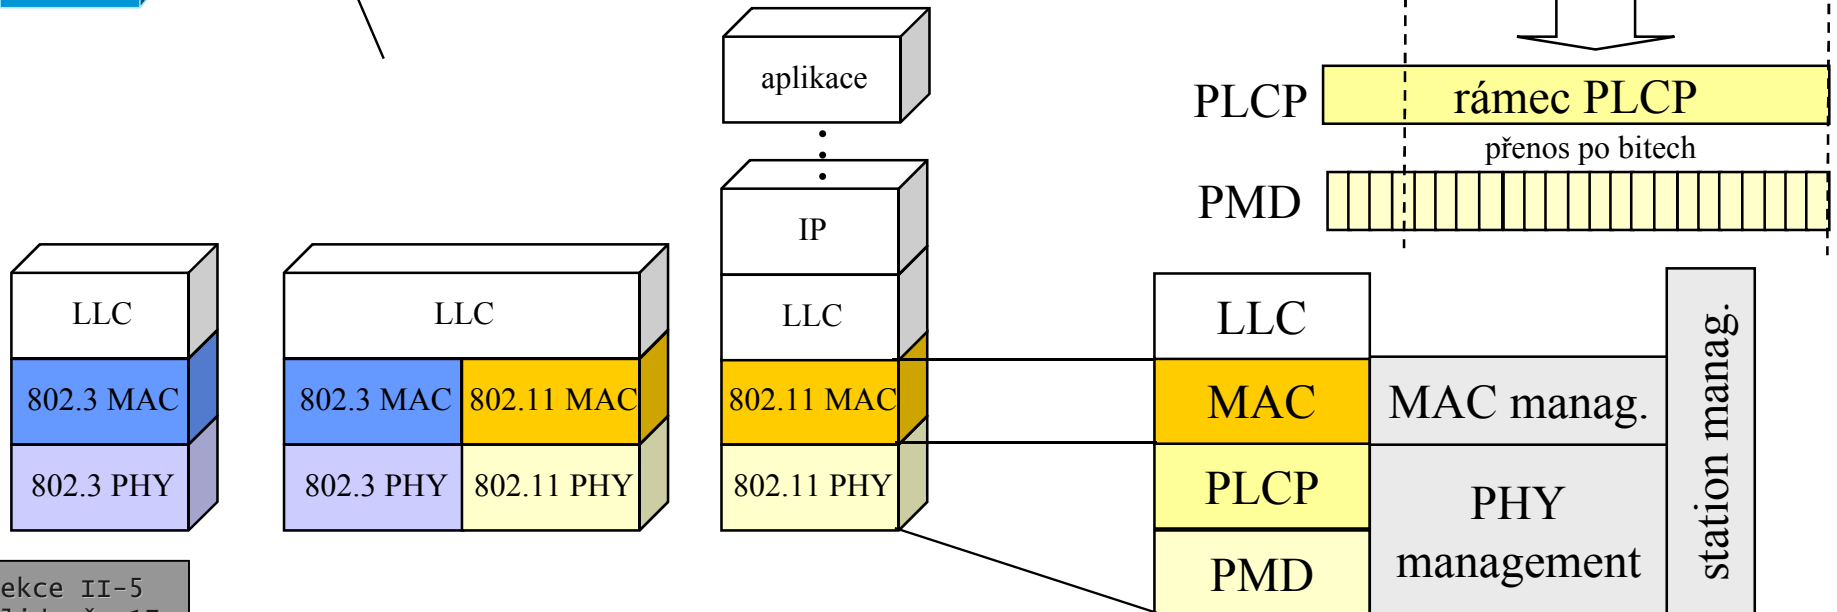 aplikace
IP
LLC
802.11 MAC
802.11 PHY
LLC
802.3 MAC
802.3 PHY
LLC
802.3 MAC 802.11 MAC
802.3 PHY 802.11 PHY
PLCP
rámec PLCP
přenos po bitech
PMD
LLC
MAC
MAC manag.
PLCP
PHY
management
PMD
station manag.
ekce II-5